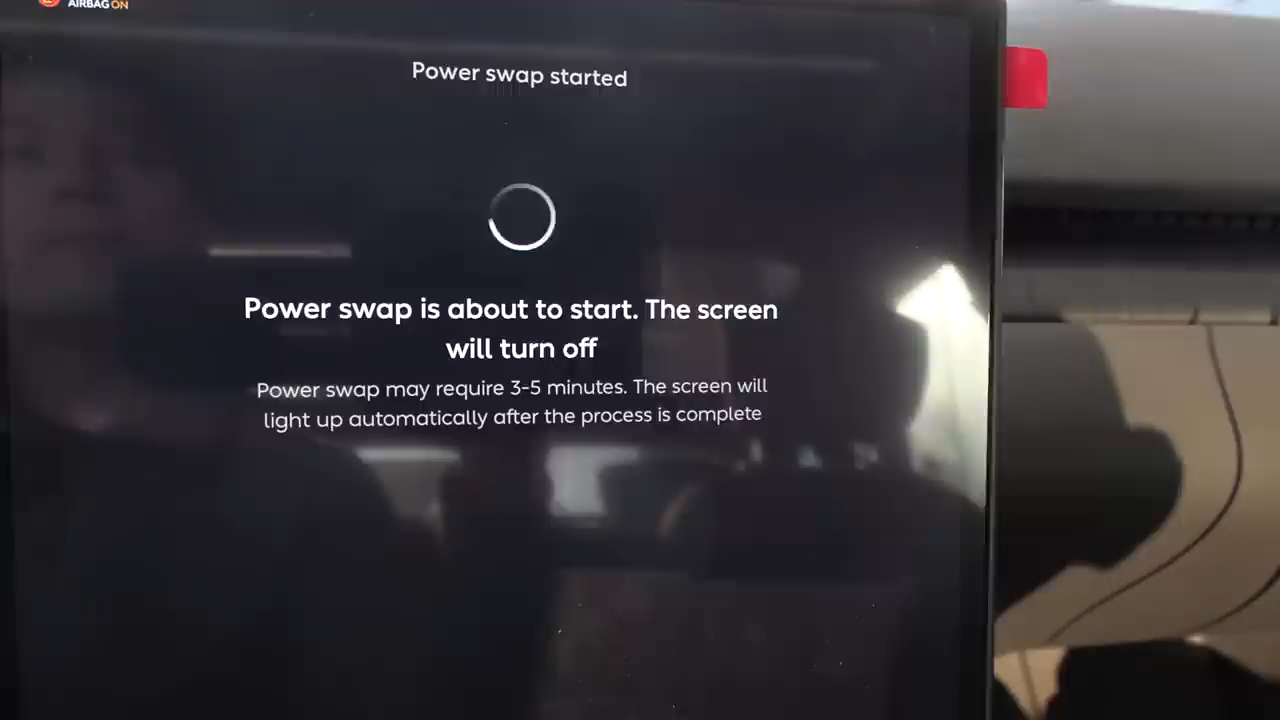 AIRBAG ON
Power swap started
Power swap is about to start. The screen
will turn off
Power swap may require 3-5 minutes. The screen will
light up automatically after the process is complete